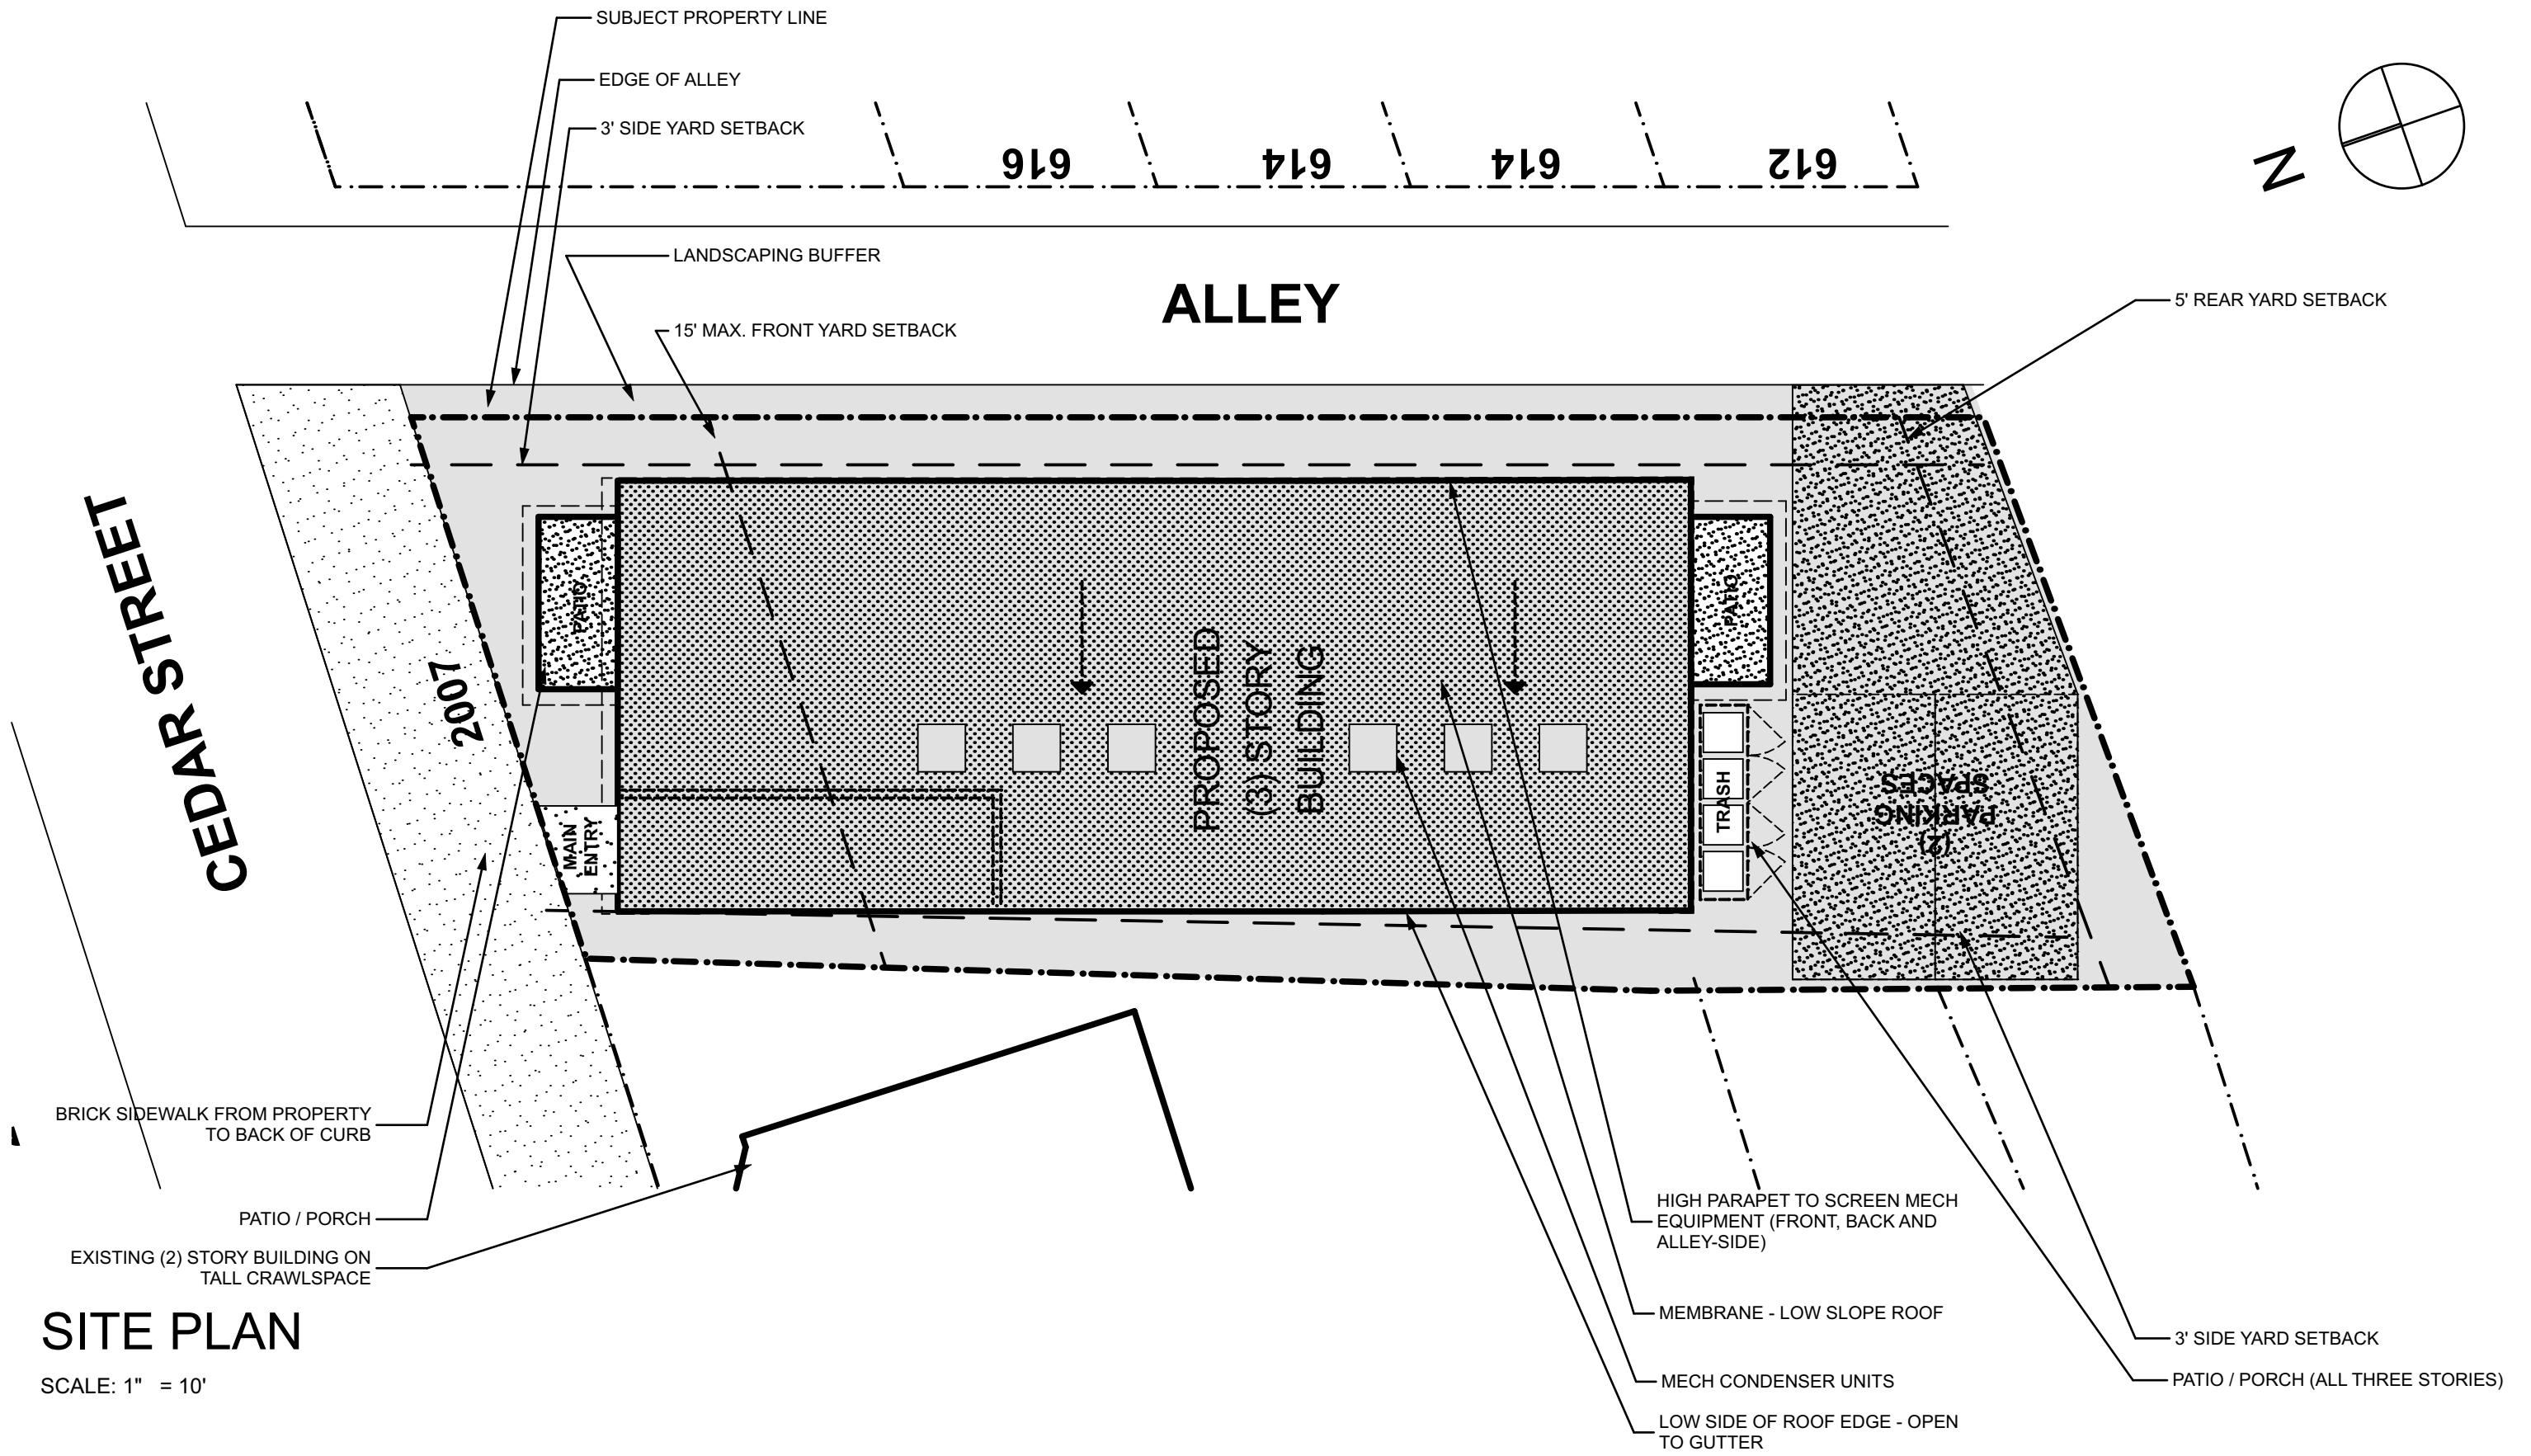 SUBJECT PROPERTY LINE
EDGE OF ALLEY
3' SIDE YARD SETBACK
616
614
614
612
N
LANDSCAPING BUFFER
15' MAX. FRONT YARD SETBACK
ALLEY
5' REAR YARD SETBACK
CEDAR STREET
2007
PATIO
PROPOSED
(3) STORY
BUILDING
PATIO
MAIN
ENTRY
TRASH
(2)
PARKING
SPACES
BRICK SIDEWALK FROM PROPERTY
TO BACK OF CURB
PATIO / PORCH
EXISTING (2) STORY BUILDING ON
TALL CRAWLSPACE
HIGH PARAPET TO SCREEN MECH
EQUIPMENT (FRONT, BACK AND
ALLEY-SIDE)
MEMBRANE - LOW SLOPE ROOF
MECH CONDENSER UNITS
LOW SIDE OF ROOF EDGE - OPEN
TO GUTTER
3' SIDE YARD SETBACK
PATIO / PORCH (ALL THREE STORIES)
SITE PLAN
SCALE: 1" = 10'